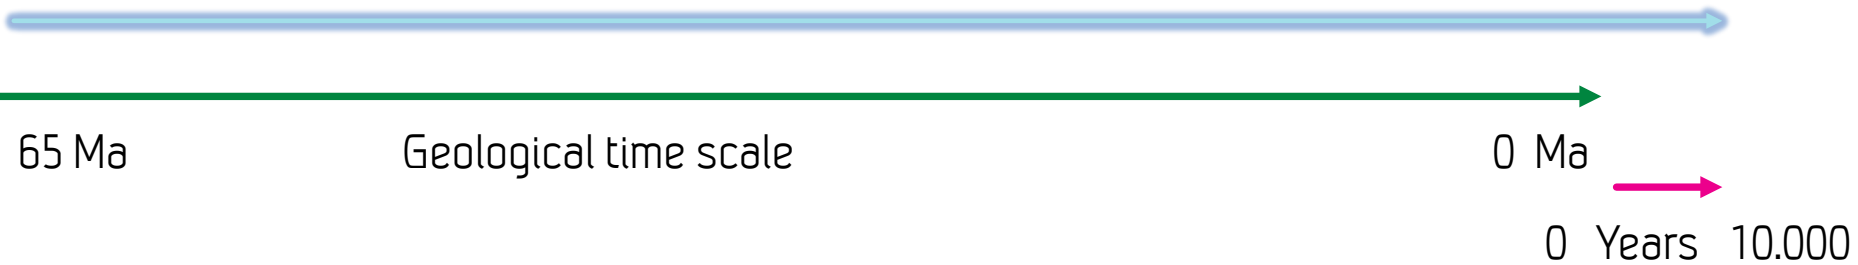 65 Ma Geological time scale 0 Ma
0 Years 10.000